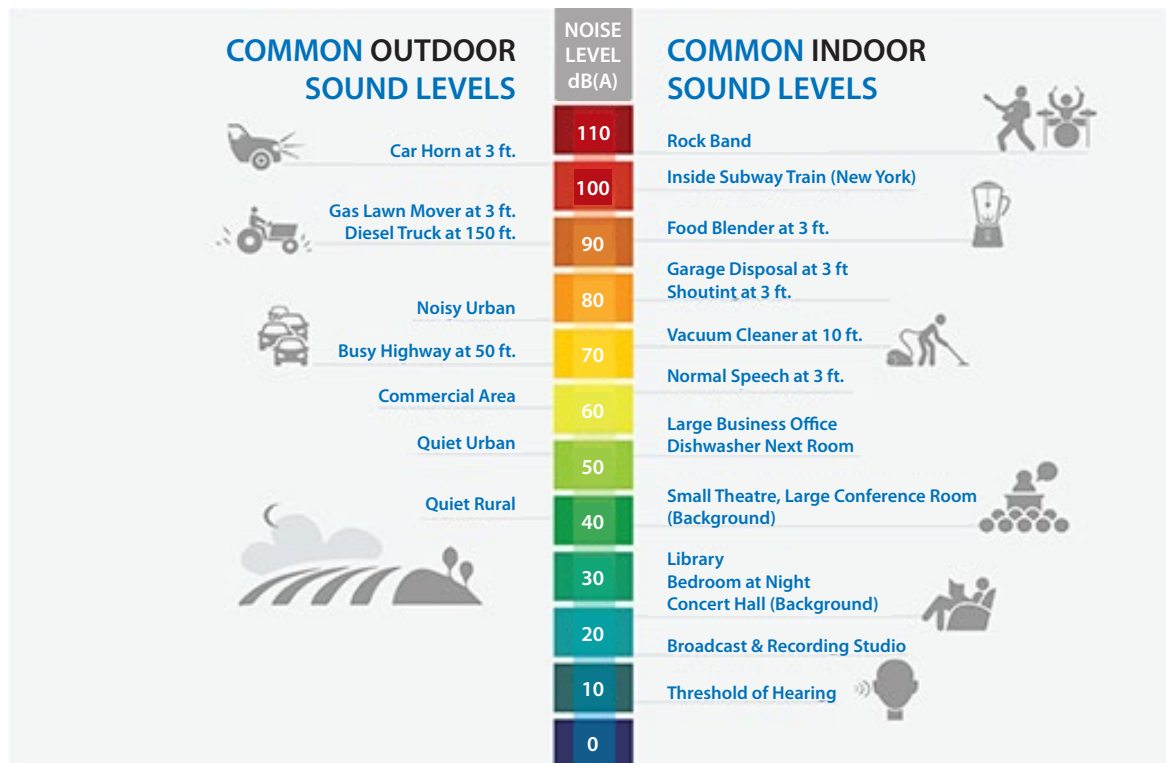 COMMON OUTDOOR
SOUND LEVELS
NOISE
LEVEL
dB(A)
COMMON INDOOR
SOUND LEVELS
110
Car Horn at 3 ft.
Rock Band
100
Inside Subway Train (New York)
Gas Lawn Mover at 3 ft.
Diesel Truck at 150 ft.
90
Food Blender at 3 ft.
Garage Disposal at 3 ft
Shoutint at 3 ft.
80
Noisy Urban
Vacuum Cleaner at 10 ft.
Busy Highway at 50 ft.
70
Normal Speech at 3 ft.
Commercial Area
60
Large Business Office
Dishwasher Next Room
Quiet Urban
50
Small Theatre, Large Conference Room
(Background)
Quiet Rural
40
Library
Bedroom at Night
Concert Hall (Background)
30
20
Broadcast & Recording Studio
10
Threshold of Hearing
0